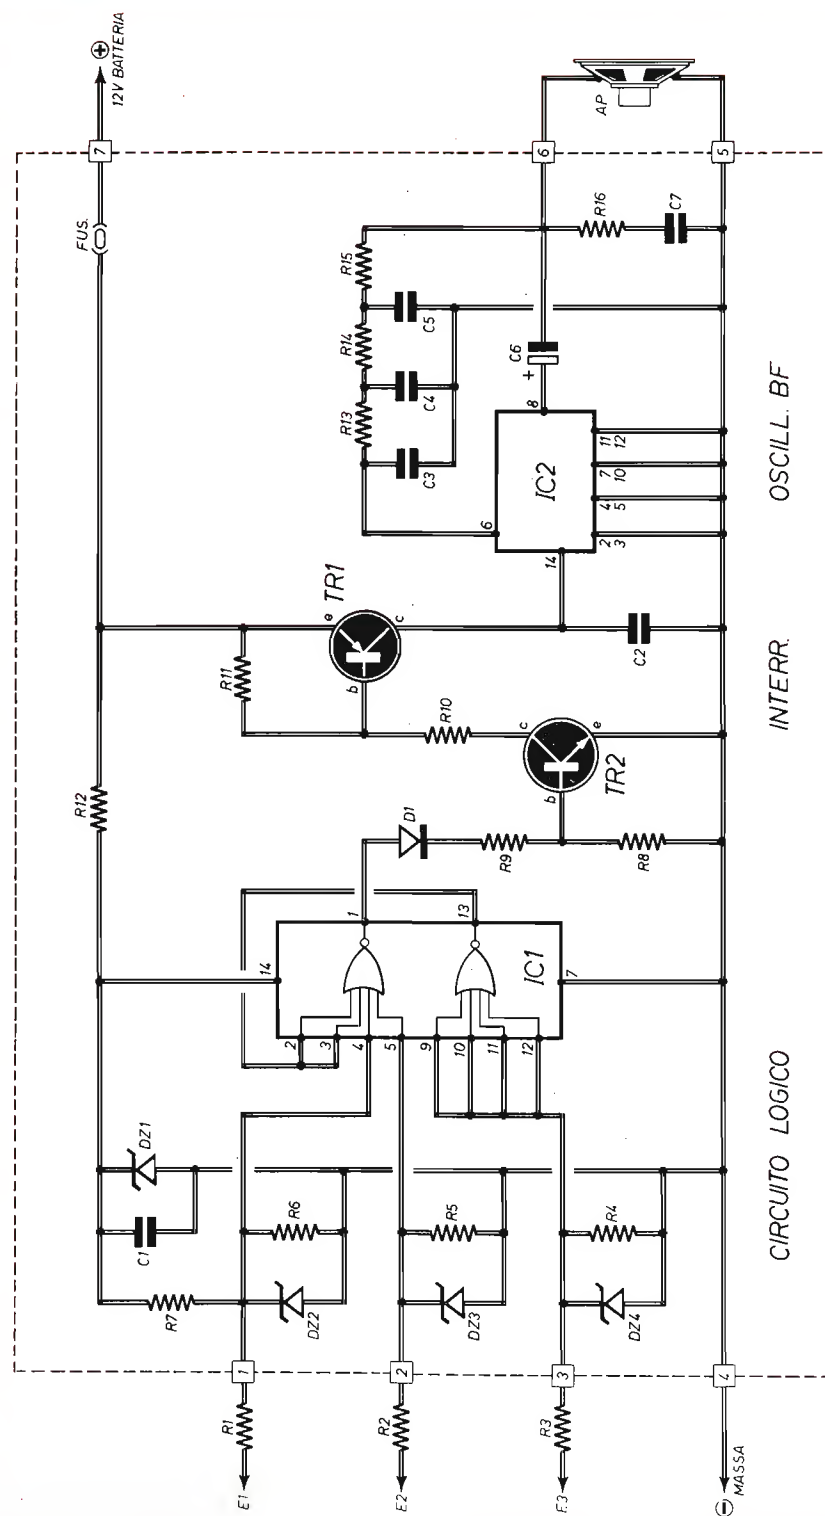 12V BATTERIA
+
7
FUS.
R12
R11
R15
R14
R13
C5
C4
C3
6
AP
5
R16
C7
C6
+
8
IC2
6
14
11
12
7
10
4
5
2
3
OSCILL. BF
TR1
e
c
b
C2
R10
INTERR.
c
e
b
TR2
D1
R9
R8
14
1
13
IC1
7
2
3
4
5
9
10
11
12
DZ1
C1
R7
R6
DZ2
R5
DZ3
R4
DZ4
CIRCUITO LOGICO
1
2
3
4
R1
R2
R3
E1
E2
E3
−
MASSA